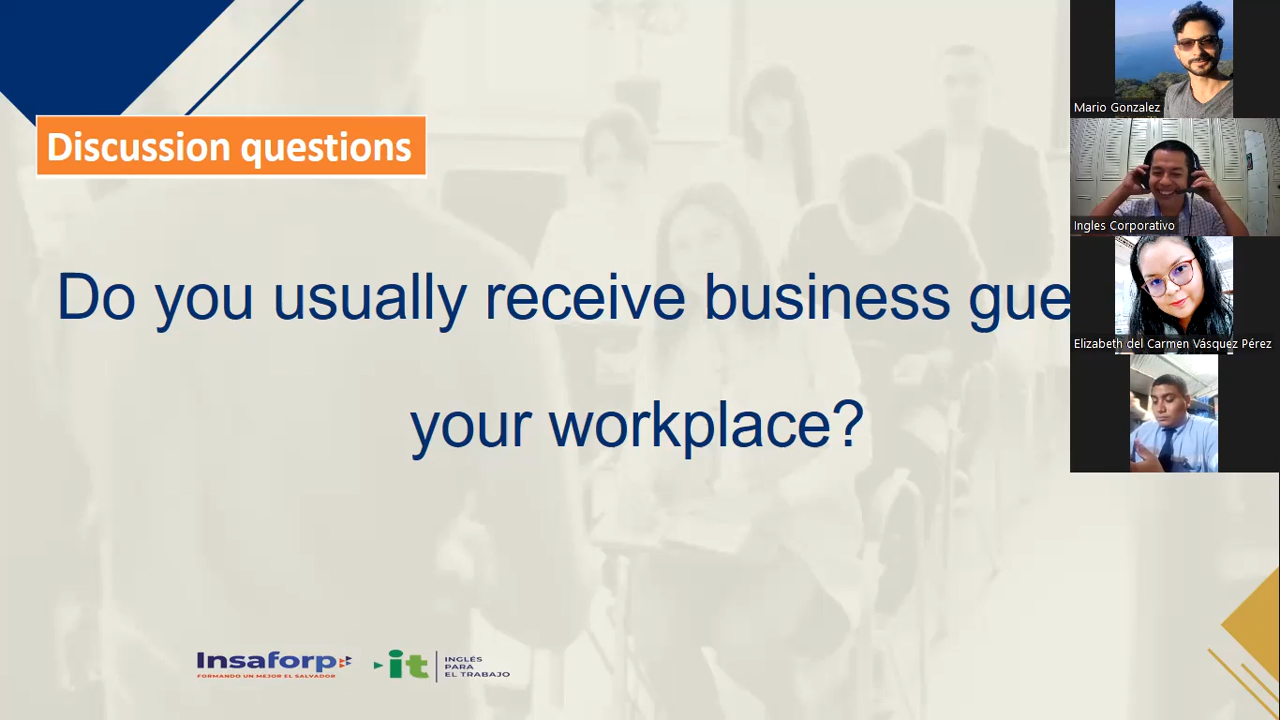 Discussion questions
Do you usually receive business gue
your workplace?
Mario Gonzalez
Ingles Corporativo
Elizabeth del Carmen Vásquez Pérez
Insaforp
FORMANDO UN MEJOR EL SALVADOR
it
INGLÉS
PARA
EL TRABAJO